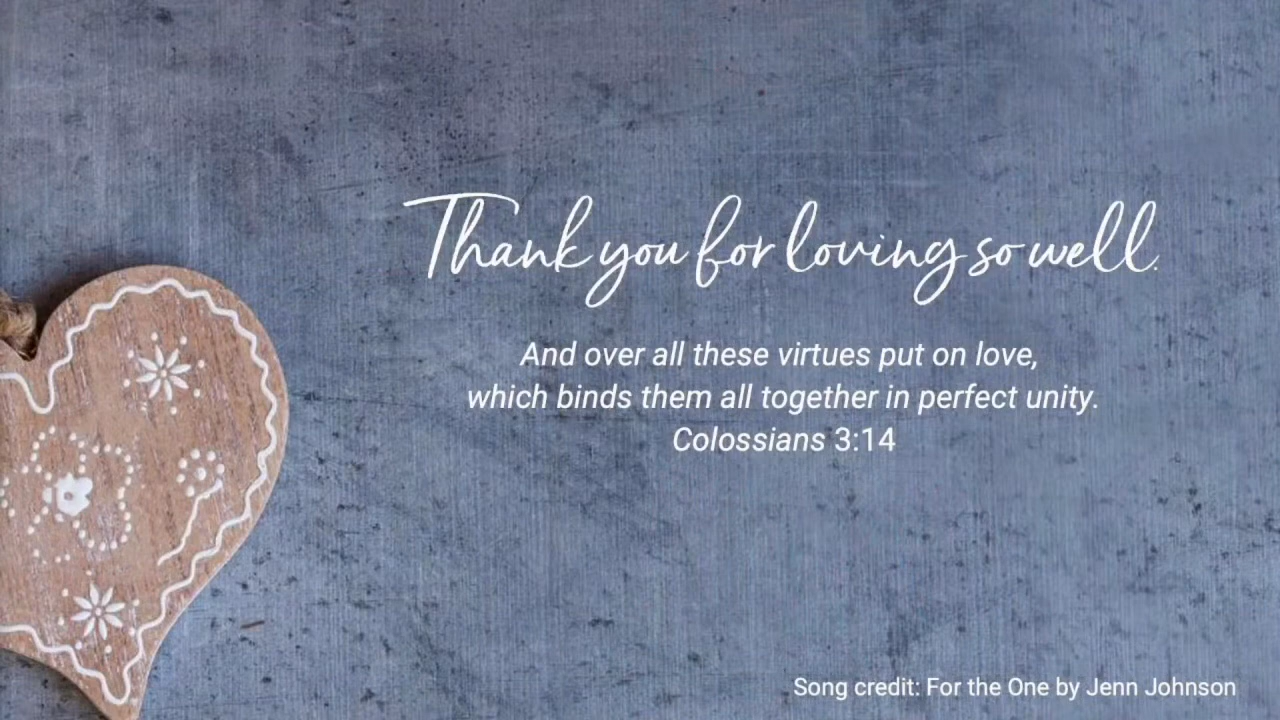 Thank you for loving so well.
And over all these virtues put on love,
which binds them all together in perfect unity.
Colossians 3:14
Song credit: For the One by Jenn Johnson